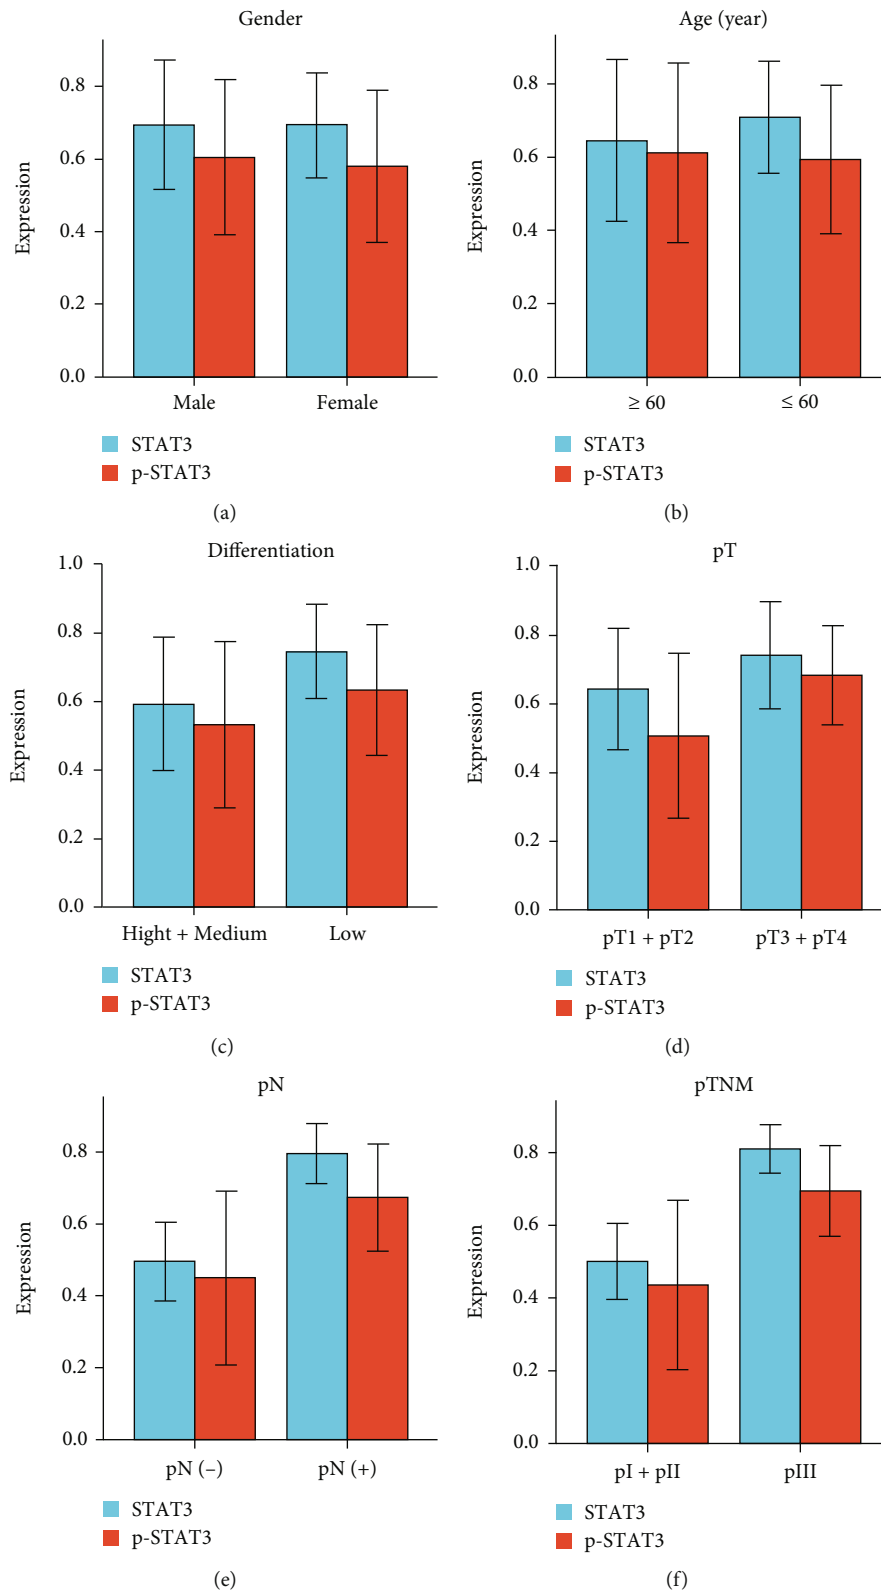 Gender
Expression
0.8
0.6
0.4
0.2
0.0
Male Female
STAT3
p-STAT3
(a)
Age (year)
Expression
0.8
0.6
0.4
0.2
0.0
≥ 60 ≤ 60
STAT3
p-STAT3
(b)
Differentiation
Expression
1.0
0.8
0.6
0.4
0.2
0.0
Hight + Medium Low
STAT3
p-STAT3
(c)
pT
Expression
1.0
0.8
0.6
0.4
0.2
0.0
pT1 + pT2 pT3 + pT4
STAT3
p-STAT3
(d)
pN
Expression
0.8
0.6
0.4
0.2
0.0
pN (–) pN (+)
STAT3
p-STAT3
(e)
pTNM
Expression
0.8
0.6
0.4
0.2
0.0
pI + pII pIII
STAT3
p-STAT3
(f)